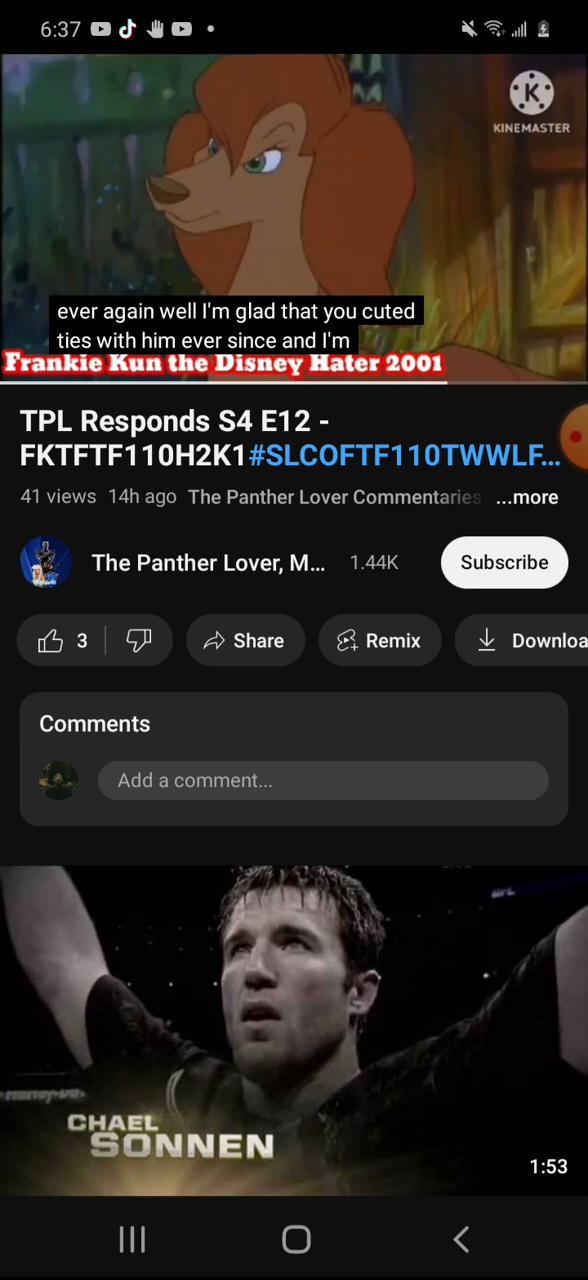 6:37
K
KINEMASTER
ever again well I'm glad that you cuted
ties with him ever since and I'm
Frankie Kun the Disney Hater 2001
TPL Responds S4 E12 -
FKTFTF110H2K1#SLCOFTF110TWWLF...
41 views 14h ago The Panther Lover Commentaries ...more
The Panther Lover, M... 1.44K Subscribe
3 Share Remix Downloa
Comments
Add a comment...
CHAEL
SONNEN
1:53